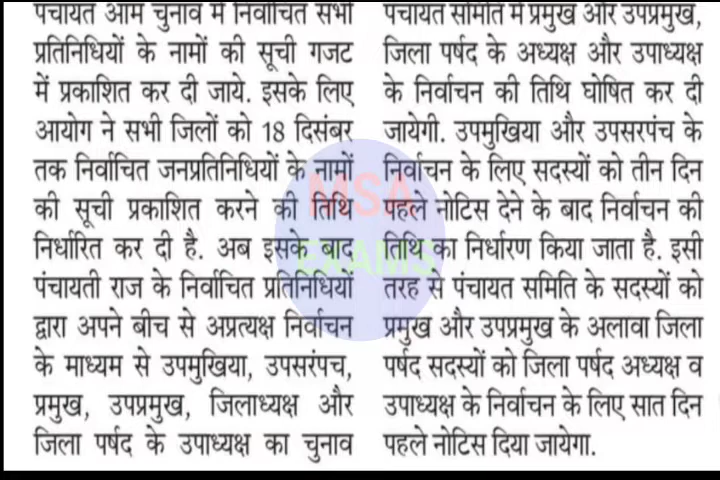 पंचायत आम चुनाव में निर्वाचित सभी
प्रतिनिधियों के नामों की सूची गजट
में प्रकाशित कर दी जाये. इसके लिए
आयोग ने सभी जिलों को 18 दिसंबर
तक निर्वाचित जनप्रतिनिधियों के नामों
की सूची प्रकाशित करने की तिथि
निर्धारित कर दी है. अब इसके बाद
पंचायती राज के निर्वाचित प्रतिनिधियों
द्वारा अपने बीच से अप्रत्यक्ष निर्वाचन
के माध्यम से उपमुखिया, उपसरंपच,
प्रमुख, उपप्रमुख, जिलाध्यक्ष और
जिला पर्षद के उपाध्यक्ष का चुनाव
पंचायत समिति में प्रमुख और उपप्रमुख,
जिला पर्षद के अध्यक्ष और उपाध्यक्ष
के निर्वाचन की तिथि घोषित कर दी
जायेगी. उपमुखिया और उपसरपंच के
निर्वाचन के लिए सदस्यों को तीन दिन
पहले नोटिस देने के बाद निर्वाचन की
तिथि का निर्धारण किया जाता है. इसी
तरह से पंचायत समिति के सदस्यों को
प्रमुख और उपप्रमुख के अलावा जिला
पर्षद सदस्यों को जिला पर्षद अध्यक्ष व
उपाध्यक्ष के निर्वाचन के लिए सात दिन
पहले नोटिस दिया जायेगा.
MSA
EXAMS